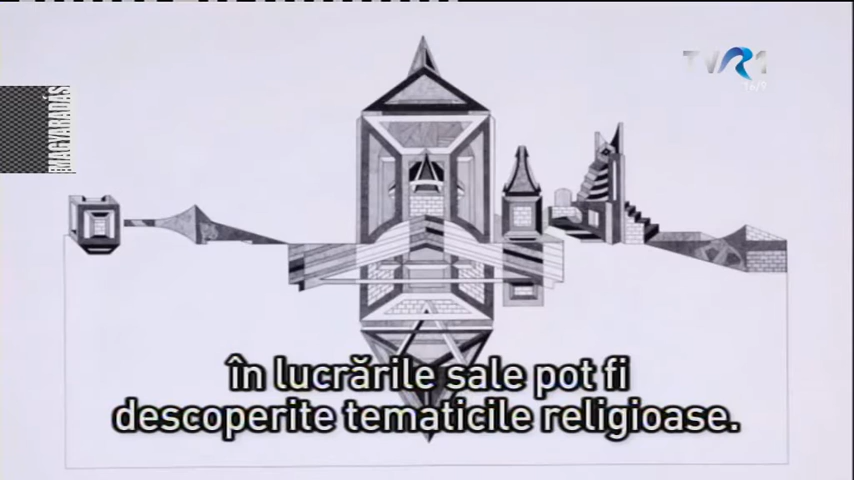 TVR1
16/9
MAGYARADÁS
în lucrările sale pot fi
descoperite tematicile religioase.